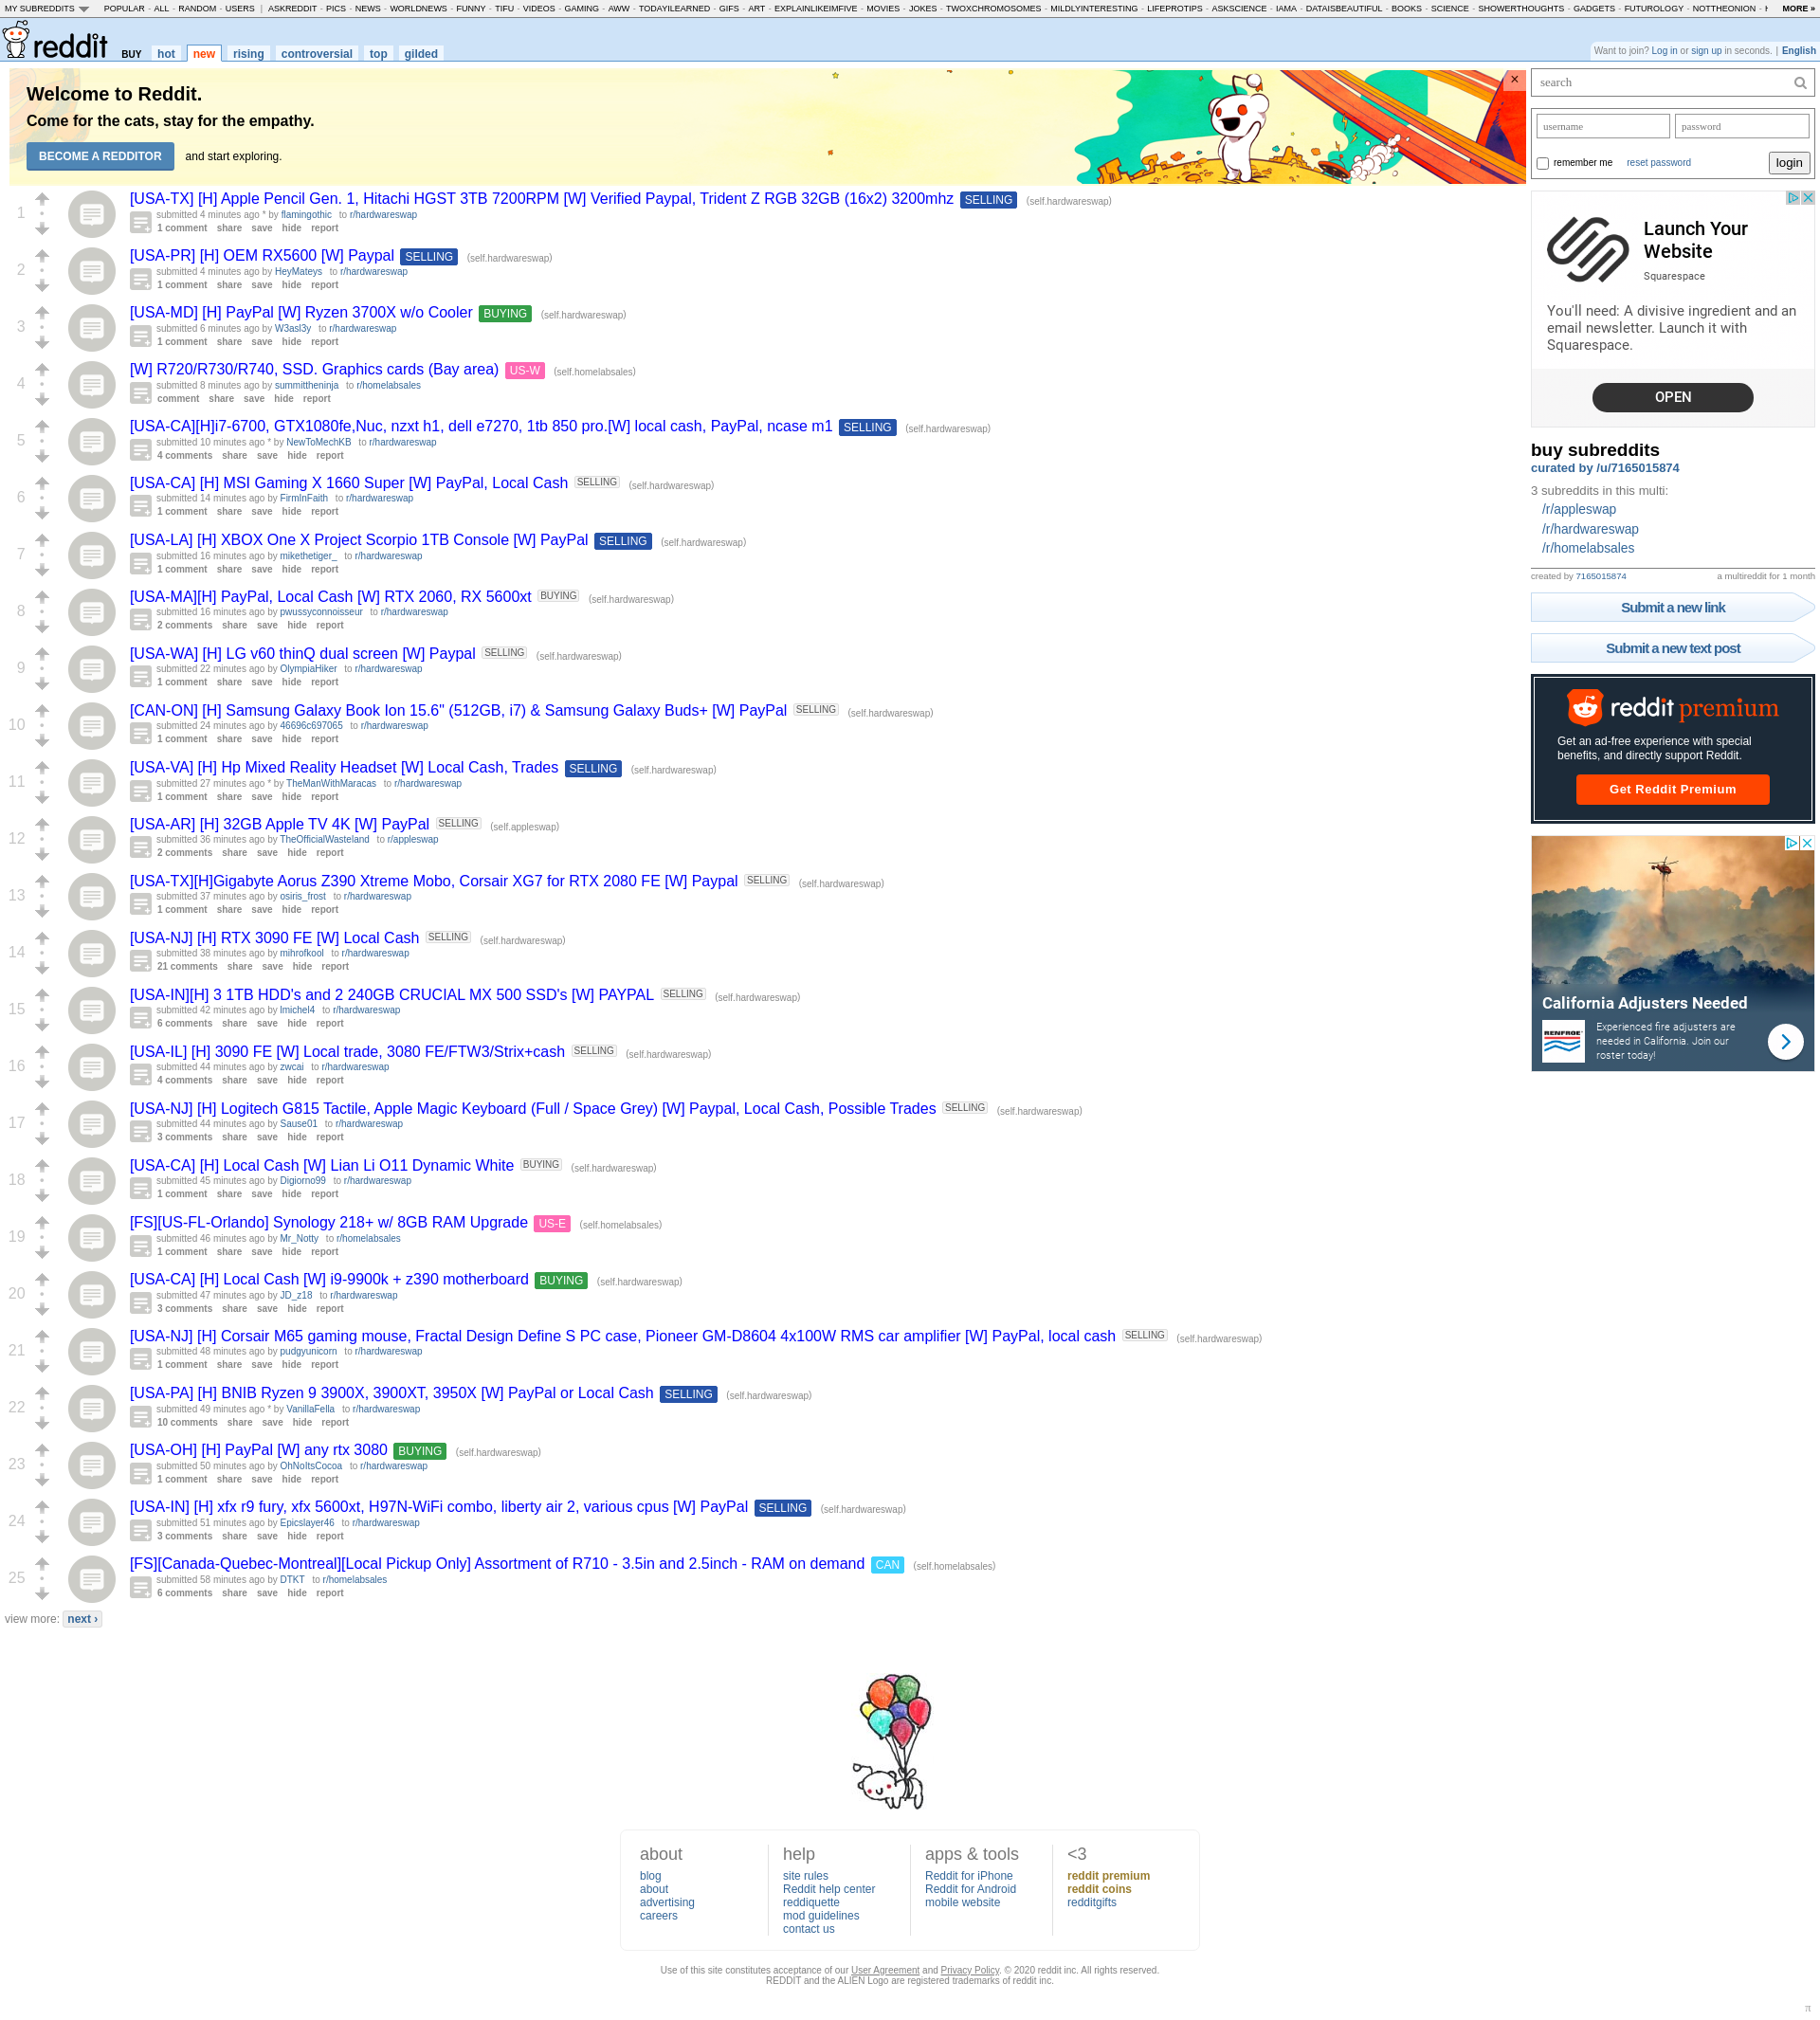 MY SUBREDDITS POPULAR - ALL - RANDOM - USERS | ASKREDDIT - PICS - NEWS - WORLDNEWS - FUNNY - TIFU - VIDEOS - GAMING - AWW - TODAYILEARNED - GIFS - ART - EXPLAINLIKEIMFIVE - MOVIES - JOKES - TWOXCHROMOSOMES - MILDLYINTERESTING - LIFEPROTIPS - ASKSCIENCE - IAMA - DATAISBEAUTIFUL - BOOKS - SCIENCE - SHOWERTHOUGHTS - GADGETS - FUTUROLOGY - NOTTHEONION - MORE »
reddit BUY hot new rising controversial top gilded
Want to join? Log in or sign up in seconds. | English
Welcome to Reddit.
Come for the cats, stay for the empathy.
BECOME A REDDITOR and start exploring.
×
1
[USA-TX] [H] Apple Pencil Gen. 1, Hitachi HGST 3TB 7200RPM [W] Verified Paypal, Trident Z RGB 32GB (16x2) 3200mhz SELLING (self.hardwareswap)
submitted 4 minutes ago * by flamingothic to r/hardwareswap
1 comment share save hide report
2
[USA-PR] [H] OEM RX5600 [W] Paypal SELLING (self.hardwareswap)
submitted 4 minutes ago by HeyMateys to r/hardwareswap
1 comment share save hide report
3
[USA-MD] [H] PayPal [W] Ryzen 3700X w/o Cooler BUYING (self.hardwareswap)
submitted 6 minutes ago by W3asl3y to r/hardwareswap
1 comment share save hide report
4
[W] R720/R730/R740, SSD. Graphics cards (Bay area) US-W (self.homelabsales)
submitted 8 minutes ago by summittheninja to r/homelabsales
comment share save hide report
5
[USA-CA][H]i7-6700, GTX1080fe,Nuc, nzxt h1, dell e7270, 1tb 850 pro.[W] local cash, PayPal, ncase m1 SELLING (self.hardwareswap)
submitted 10 minutes ago * by NewToMechKB to r/hardwareswap
4 comments share save hide report
6
[USA-CA] [H] MSI Gaming X 1660 Super [W] PayPal, Local Cash SELLING (self.hardwareswap)
submitted 14 minutes ago by FirmInFaith to r/hardwareswap
1 comment share save hide report
7
[USA-LA] [H] XBOX One X Project Scorpio 1TB Console [W] PayPal SELLING (self.hardwareswap)
submitted 16 minutes ago by mikethetiger_ to r/hardwareswap
1 comment share save hide report
8
[USA-MA][H] PayPal, Local Cash [W] RTX 2060, RX 5600xt BUYING (self.hardwareswap)
submitted 16 minutes ago by pwussyconnoisseur to r/hardwareswap
2 comments share save hide report
9
[USA-WA] [H] LG v60 thinQ dual screen [W] Paypal SELLING (self.hardwareswap)
submitted 22 minutes ago by OlympiaHiker to r/hardwareswap
1 comment share save hide report
10
[CAN-ON] [H] Samsung Galaxy Book Ion 15.6" (512GB, i7) & Samsung Galaxy Buds+ [W] PayPal SELLING (self.hardwareswap)
submitted 24 minutes ago by 46696c697065 to r/hardwareswap
1 comment share save hide report
11
[USA-VA] [H] Hp Mixed Reality Headset [W] Local Cash, Trades SELLING (self.hardwareswap)
submitted 27 minutes ago * by TheManWithMaracas to r/hardwareswap
1 comment share save hide report
12
[USA-AR] [H] 32GB Apple TV 4K [W] PayPal SELLING (self.appleswap)
submitted 36 minutes ago by TheOfficialWasteland to r/appleswap
2 comments share save hide report
13
[USA-TX][H]Gigabyte Aorus Z390 Xtreme Mobo, Corsair XG7 for RTX 2080 FE [W] Paypal SELLING (self.hardwareswap)
submitted 37 minutes ago by osiris_frost to r/hardwareswap
1 comment share save hide report
14
[USA-NJ] [H] RTX 3090 FE [W] Local Cash SELLING (self.hardwareswap)
submitted 38 minutes ago by mihrofkool to r/hardwareswap
21 comments share save hide report
15
[USA-IN][H] 3 1TB HDD's and 2 240GB CRUCIAL MX 500 SSD's [W] PAYPAL SELLING (self.hardwareswap)
submitted 42 minutes ago by lmichel4 to r/hardwareswap
6 comments share save hide report
16
[USA-IL] [H] 3090 FE [W] Local trade, 3080 FE/FTW3/Strix+cash SELLING (self.hardwareswap)
submitted 44 minutes ago by zwcai to r/hardwareswap
4 comments share save hide report
17
[USA-NJ] [H] Logitech G815 Tactile, Apple Magic Keyboard (Full / Space Grey) [W] Paypal, Local Cash, Possible Trades SELLING (self.hardwareswap)
submitted 44 minutes ago by Sause01 to r/hardwareswap
3 comments share save hide report
18
[USA-CA] [H] Local Cash [W] Lian Li O11 Dynamic White BUYING (self.hardwareswap)
submitted 45 minutes ago by Digiorno99 to r/hardwareswap
1 comment share save hide report
19
[FS][US-FL-Orlando] Synology 218+ w/ 8GB RAM Upgrade US-E (self.homelabsales)
submitted 46 minutes ago by Mr_Notty to r/homelabsales
1 comment share save hide report
20
[USA-CA] [H] Local Cash [W] i9-9900k + z390 motherboard BUYING (self.hardwareswap)
submitted 47 minutes ago by JD_z18 to r/hardwareswap
3 comments share save hide report
21
[USA-NJ] [H] Corsair M65 gaming mouse, Fractal Design Define S PC case, Pioneer GM-D8604 4x100W RMS car amplifier [W] PayPal, local cash SELLING (self.hardwareswap)
submitted 48 minutes ago by pudgyunicorn to r/hardwareswap
1 comment share save hide report
22
[USA-PA] [H] BNIB Ryzen 9 3900X, 3900XT, 3950X [W] PayPal or Local Cash SELLING (self.hardwareswap)
submitted 49 minutes ago * by VanillaFella to r/hardwareswap
10 comments share save hide report
23
[USA-OH] [H] PayPal [W] any rtx 3080 BUYING (self.hardwareswap)
submitted 50 minutes ago by OhNoItsCocoa to r/hardwareswap
1 comment share save hide report
24
[USA-IN] [H] xfx r9 fury, xfx 5600xt, H97N-WiFi combo, liberty air 2, various cpus [W] PayPal SELLING (self.hardwareswap)
submitted 51 minutes ago by Epicslayer46 to r/hardwareswap
3 comments share save hide report
25
[FS][Canada-Quebec-Montreal][Local Pickup Only] Assortment of R710 - 3.5in and 2.5inch - RAM on demand CAN (self.homelabsales)
submitted 58 minutes ago by DTKT to r/homelabsales
6 comments share save hide report
view more: next ›
search
username password
remember me reset password login
Launch Your
Website
Squarespace
You'll need: A divisive ingredient and an
email newsletter. Launch it with
Squarespace.
OPEN
buy subreddits
curated by /u/7165015874
3 subreddits in this multi:
/r/appleswap
/r/hardwareswap
/r/homelabsales
created by 7165015874 a multireddit for 1 month
Submit a new link
Submit a new text post
reddit premium
Get an ad-free experience with special
benefits, and directly support Reddit.
Get Reddit Premium
California Adjusters Needed
RENFROE
Experienced fire adjusters are
needed in California. Join our
roster today!
about
blog
about
advertising
careers
help
site rules
Reddit help center
reddiquette
mod guidelines
contact us
apps & tools
Reddit for iPhone
Reddit for Android
mobile website
<3
reddit premium
reddit coins
redditgifts
Use of this site constitutes acceptance of our User Agreement and Privacy Policy. © 2020 reddit inc. All rights reserved.
REDDIT and the ALIEN Logo are registered trademarks of reddit inc.
π